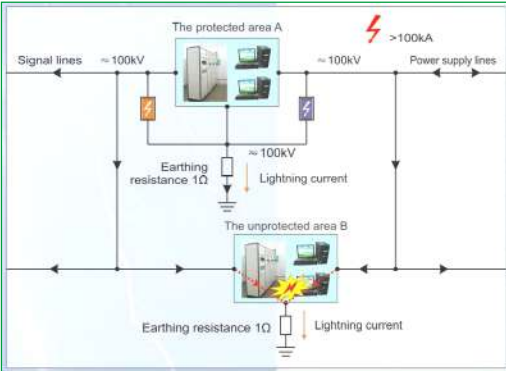 The protected area A
>100kA
Signal lines
≈100kV
≈100kV
Power supply lines
≈100kV
Earthing
resistance 1Ω
Lightning current
The unprotected area B
Earthing resistance 1Ω
Lightning current